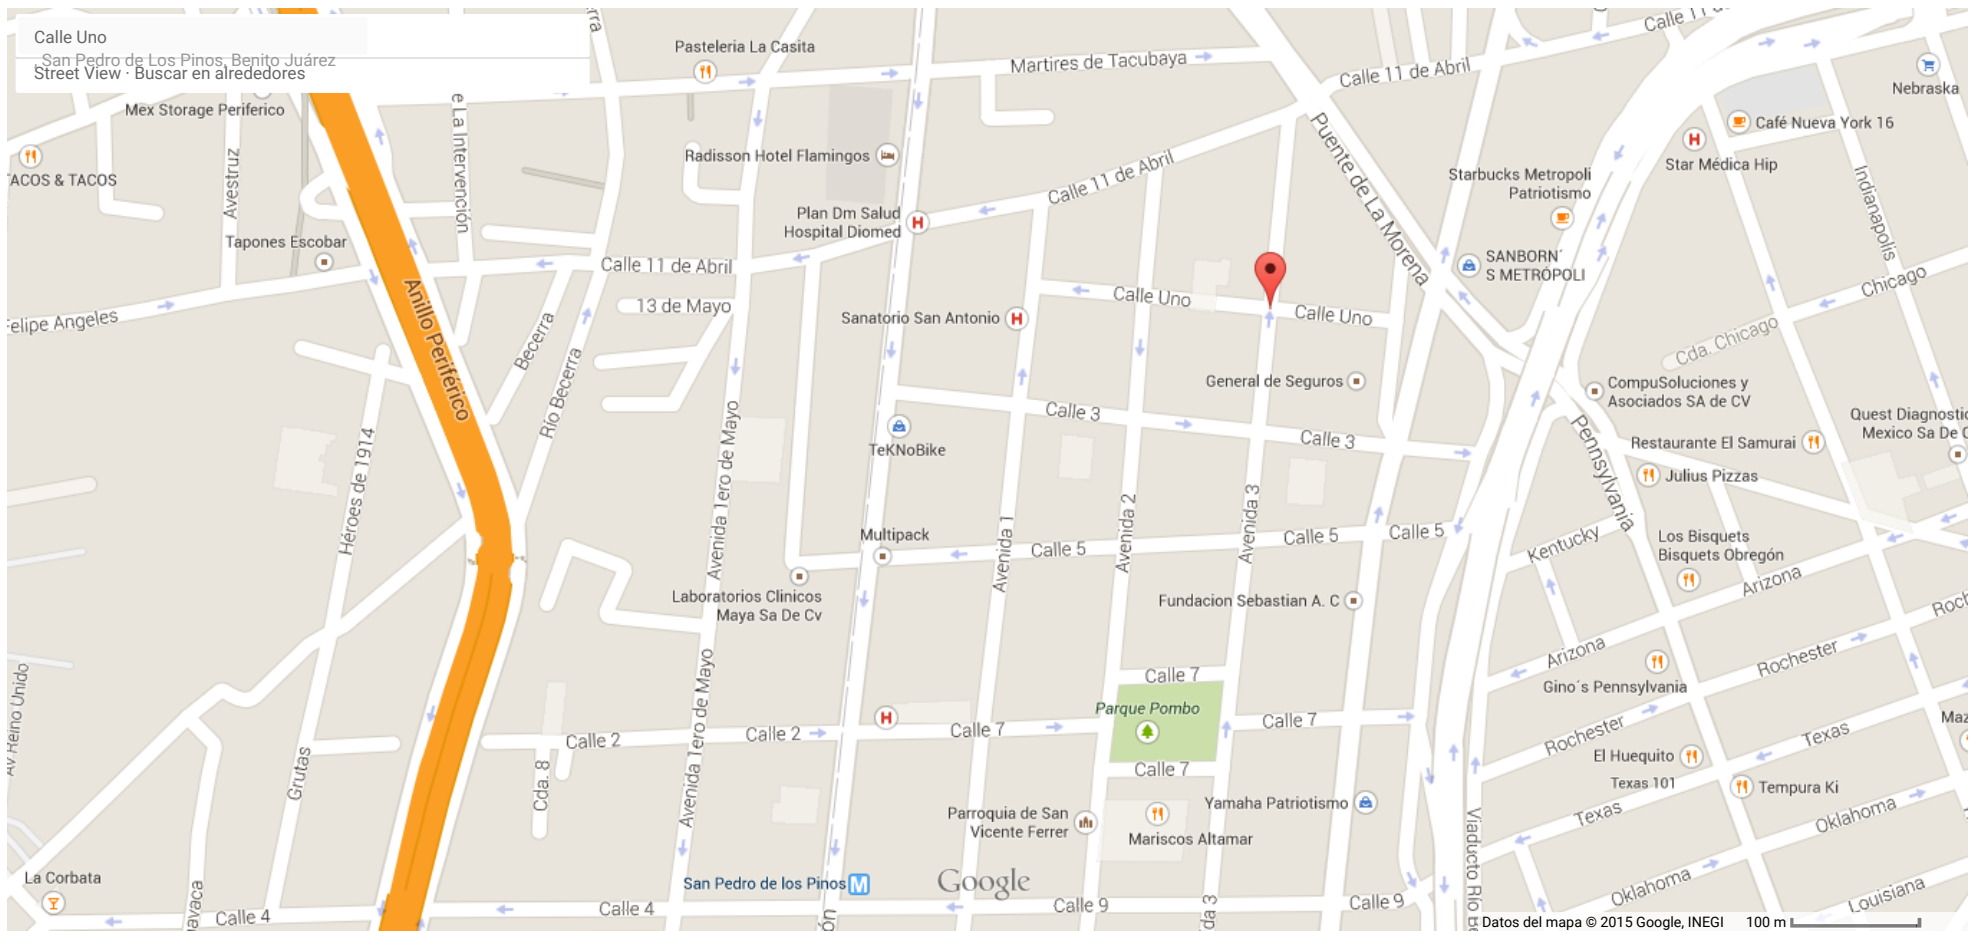 Calle Uno
San Pedro de Los Pinos, Benito Juárez
Street View · Buscar en alrededores
Pasteleria La Casita
Martires de Tacubaya
Calle 11 de Abril
Nebraska
Mex Storage Periferico
e La Intervención
Puente de La Morena
Café Nueva York 16
Star Médica Hip
TACOS & TACOS
Avestruz
Radisson Hotel Flamingos
Calle 11 de Abril
Starbucks Metropoli
Patriotismo
Indianapolis
Plan Dm Salud
Hospital Diomed
Tapones Escobar
Calle 11 de Abril
SANBORN´
S METRÓPOLI
Chicago
Anillo Periférico
13 de Mayo
Calle Uno
Calle Uno
Felipe Angeles
Sanatorio San Antonio
Becerra
Río Becerra
Cda. Chicago
General de Seguros
CompuSoluciones y
Asociados SA de CV
Calle 3
Calle 3
Quest Diagnostic
Mexico Sa De C
TeKNoBike
Restaurante El Samurai
Pennsylvania
Julius Pizzas
Héroes de 1914
Avenida 1ero de Mayo
Avenida 1
Avenida 2
Avenida 3
Multipack
Calle 5
Calle 5
Calle 5
Kentucky
Los Bisquets
Bisquets Obregón
Arizona
Laboratorios Clinicos
Maya Sa De Cv
Fundacion Sebastian A. C
Roch
Arizona
Rochester
Av Reino Unido
Avenida 1ero de Mayo
Calle 7
Gino´s Pennsylvania
Parque Pombo
Calle 2
Calle 2
Calle 7
Calle 7
Rochester
Texas
Maz
Grutas
Cda. 8
Calle 7
El Huequito
Texas 101
Tempura Ki
Yamaha Patriotismo
Parroquia de San
Vicente Ferrer
Mariscos Altamar
Texas
Oklahoma
Viaducto Río Be
La Corbata
San Pedro de los Pinos
M
Google
Oklahoma
Louisiana
Calle 4
Calle 4
Calle 9
Calle 9
Datos del mapa © 2015 Google, INEGI
100 m